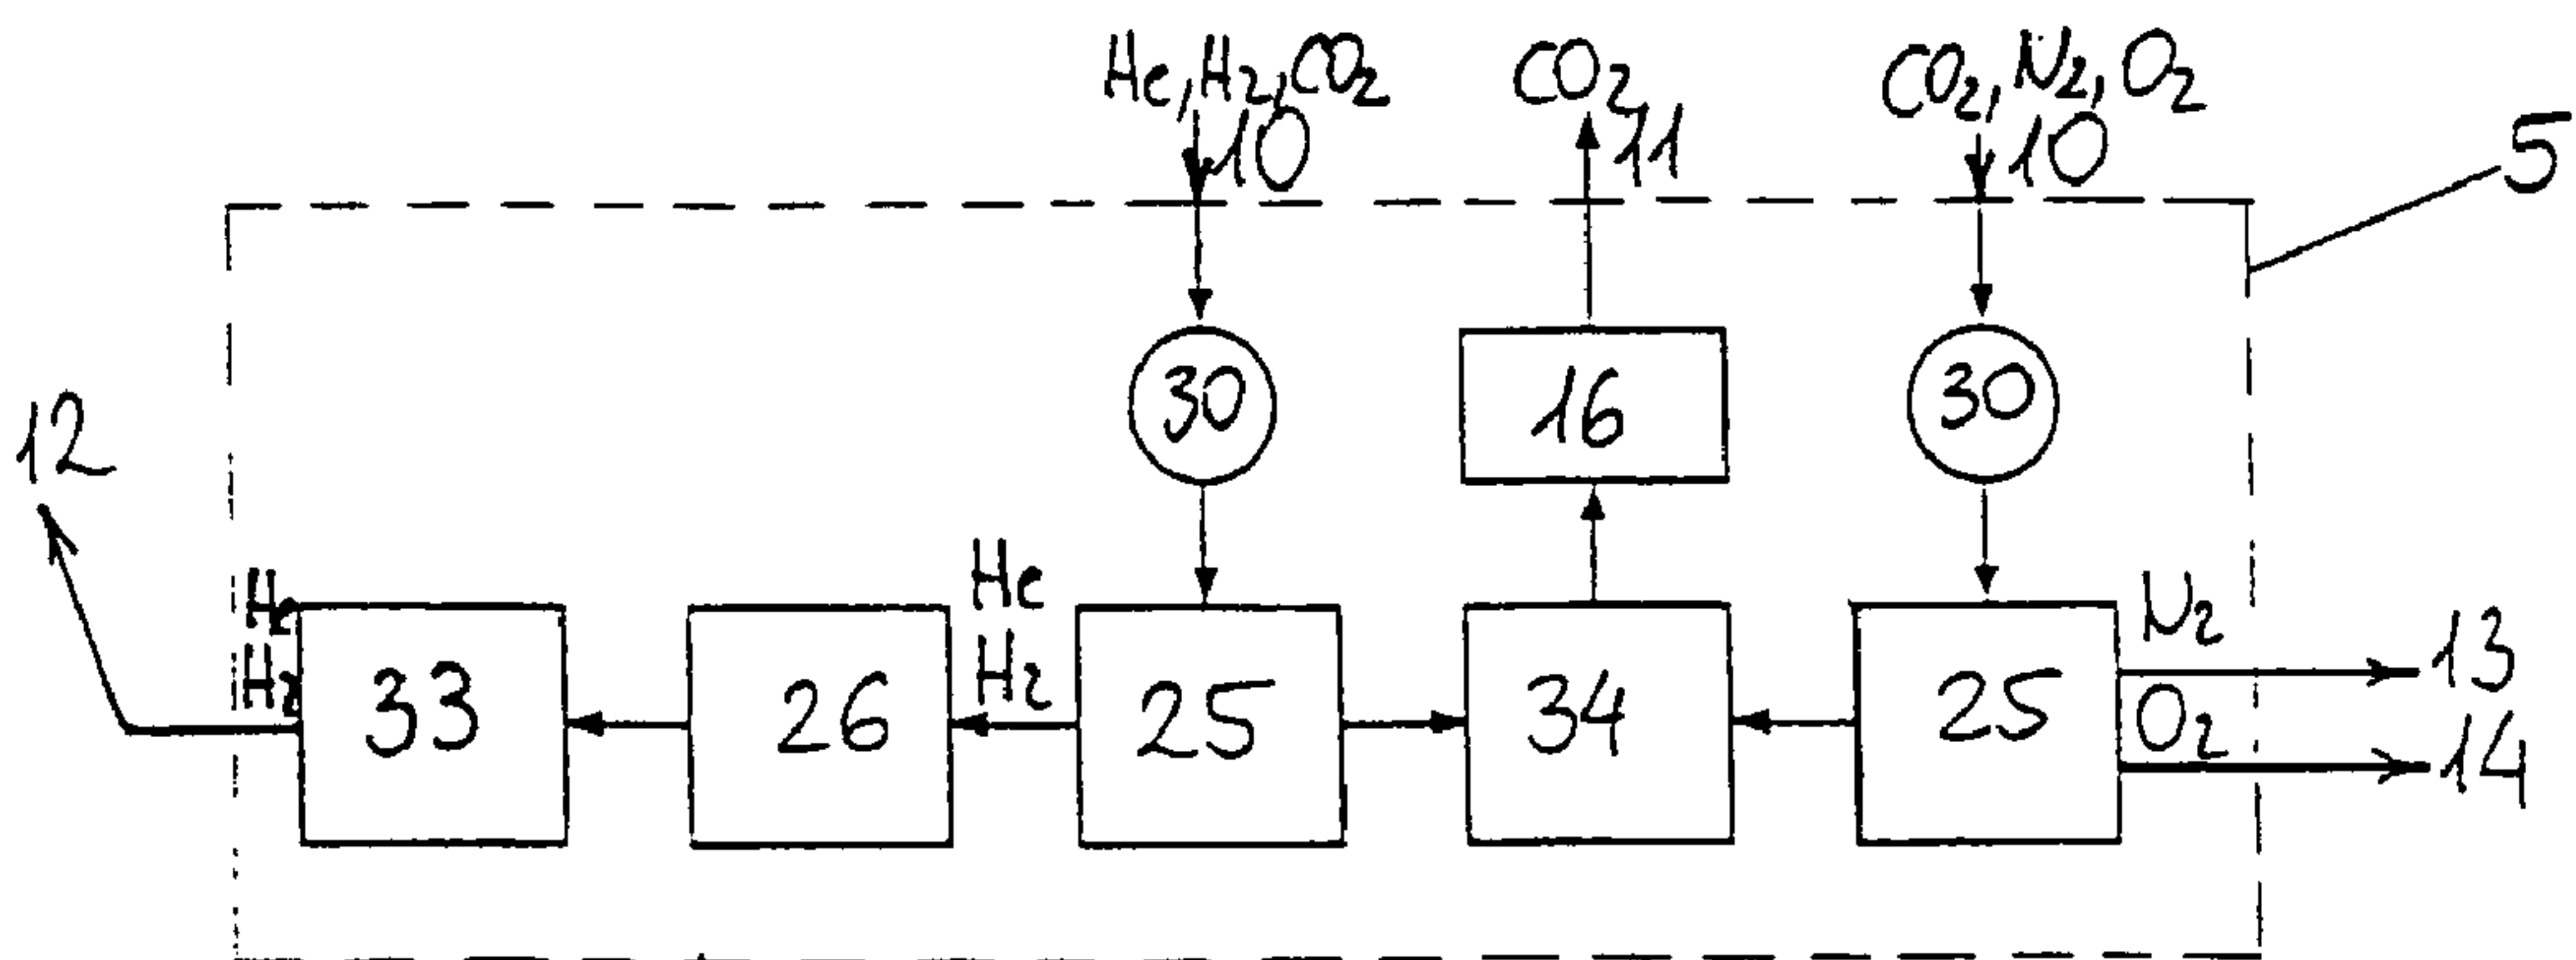 He, H₂, CO₂
CO₂
CO₂, N₂, O₂
10
11
10
5
30
16
30
12
He
H₂
He
H₂
N₂
O₂
13
14
33
26
25
34
25